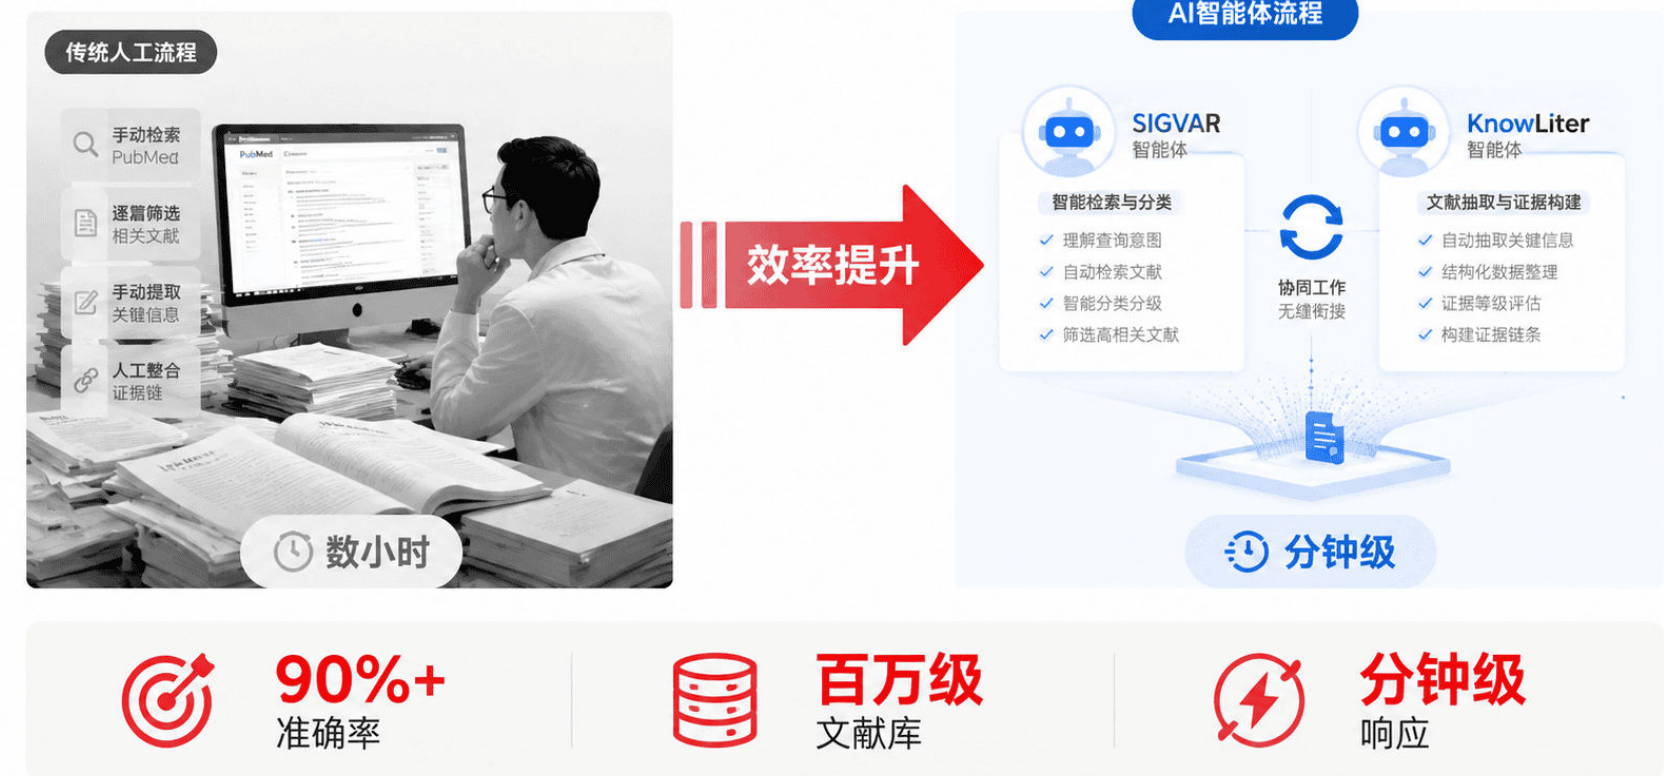 传统人工流程
手动检索
PubMed
逐篇筛选
相关文献
手动提取
关键信息
人工整合
证据链
PubMed
数小时
效率提升
AI智能体流程
SIGVAR
智能体
智能检索与分类
理解查询意图
自动检索文献
智能分类分级
筛选高相关文献
协同工作
无缝衔接
KnowLiter
智能体
文献抽取与证据构建
自动抽取关键信息
结构化数据整理
证据等级评估
构建证据链条
分钟级
90%+
准确率
百万级
文献库
分钟级
响应